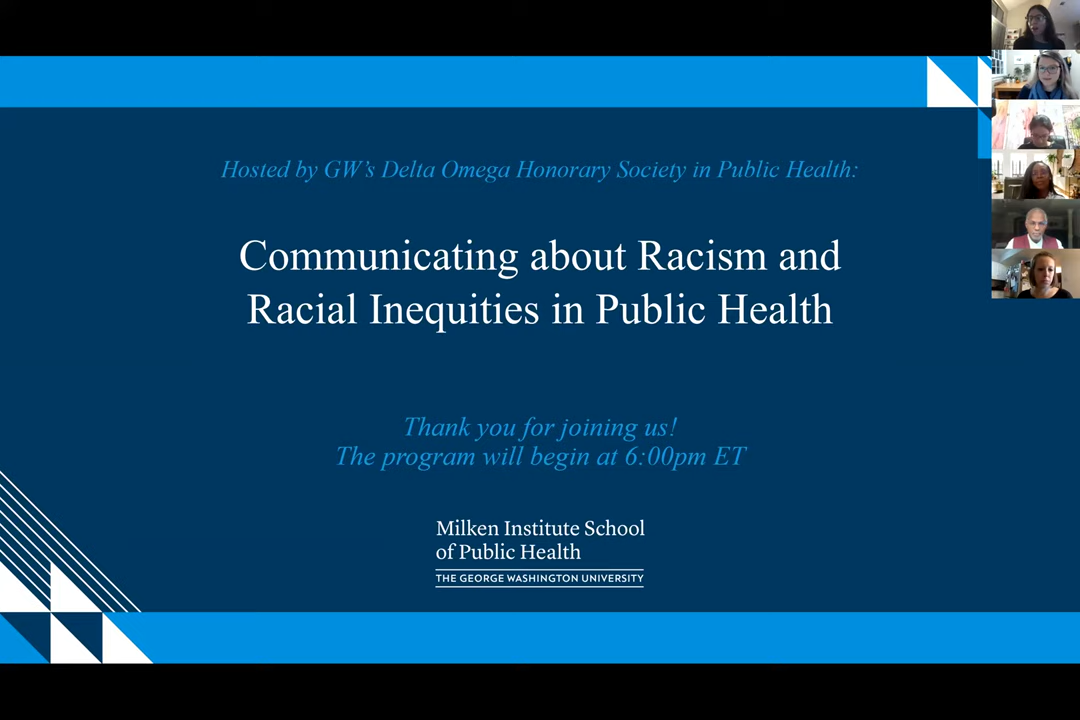 Hosted by GW's Delta Omega Honorary Society in Public Health:
Communicating about Racism and
Racial Inequities in Public Health
Thank you for joining us!
The program will begin at 6:00pm ET
Milken Institute School
of Public Health
THE GEORGE WASHINGTON UNIVERSITY